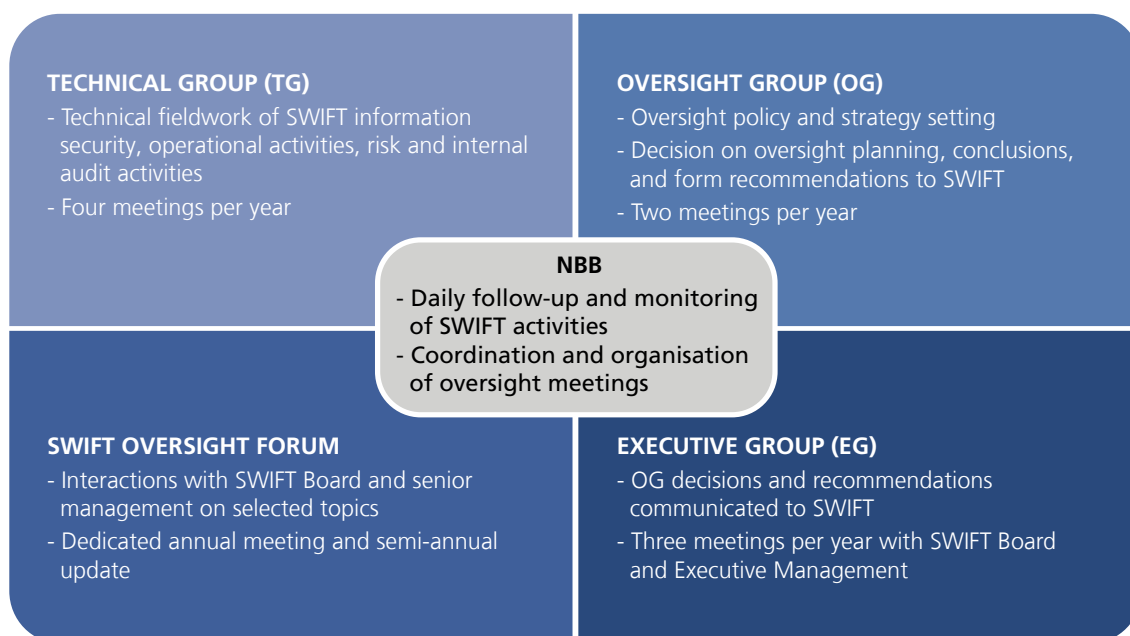 TECHNICAL GROUP (TG)
- Technical fieldwork of SWIFT information
security, operational activities, risk and internal
audit activities
- Four meetings per year
OVERSIGHT GROUP (OG)
- Oversight policy and strategy setting
- Decision on oversight planning, conclusions,
and form recommendations to SWIFT
- Two meetings per year
NBB
- Daily follow-up and monitoring
of SWIFT activities
- Coordination and organisation
of oversight meetings
SWIFT OVERSIGHT FORUM
- Interactions with SWIFT Board and senior
management on selected topics
- Dedicated annual meeting and semi-annual
update
EXECUTIVE GROUP (EG)
- OG decisions and recommendations
communicated to SWIFT
- Three meetings per year with SWIFT Board
and Executive Management